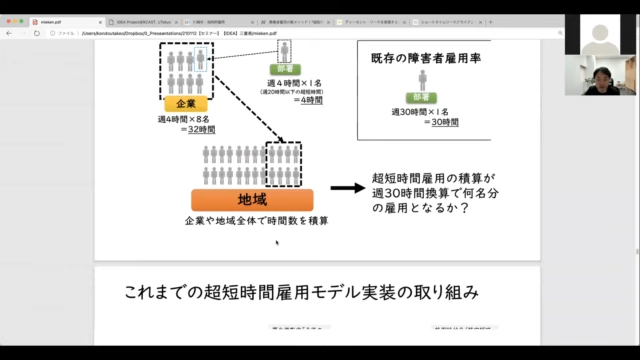 mieken.pdf
企業
週4時間×8名
＝32時間
部署
週4時間×1名
(週20時間以下の超短時間)
＝4時間
既存の障害者雇用率
部署
週30時間×1名
＝30時間
地域
企業や地域全体で時間数を積算
超短時間雇用の積算が
週30時間換算で何名分
の雇用となるか？
これまでの超短時間雇用モデル実装の取り組み